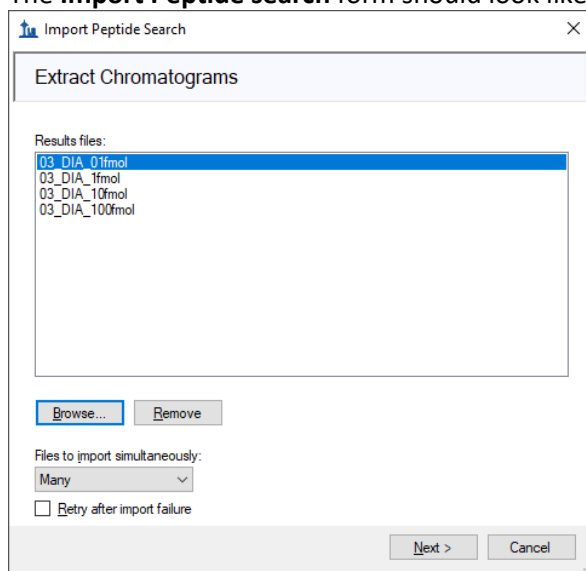 The Import Peptide Search form should look like
Import Peptide Search
Extract Chromatograms
Results files:
03_DIA_01fmol
03_DIA_1fmol
03_DIA_10fmol
03_DIA_100fmol
Browse... Remove
Files to import simultaneously:
Many
Retry after import failure
Next > Cancel